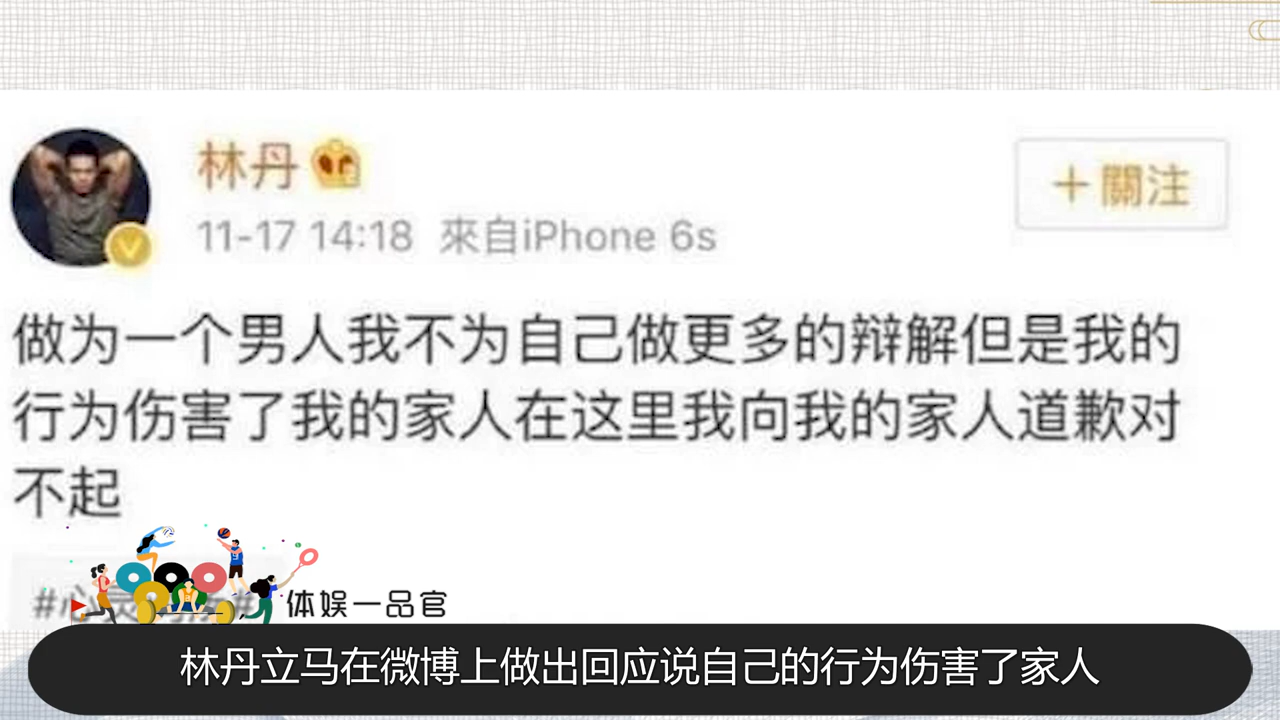 林丹
11-17 14:18 來自iPhone 6s
+關注
做为一个男人我不为自己做更多的辩解但是我的
行为伤害了我的家人在这里我向我的家人道歉对
不起
体娱一品官
林丹立马在微博上做出回应说自己的行为伤害了家人